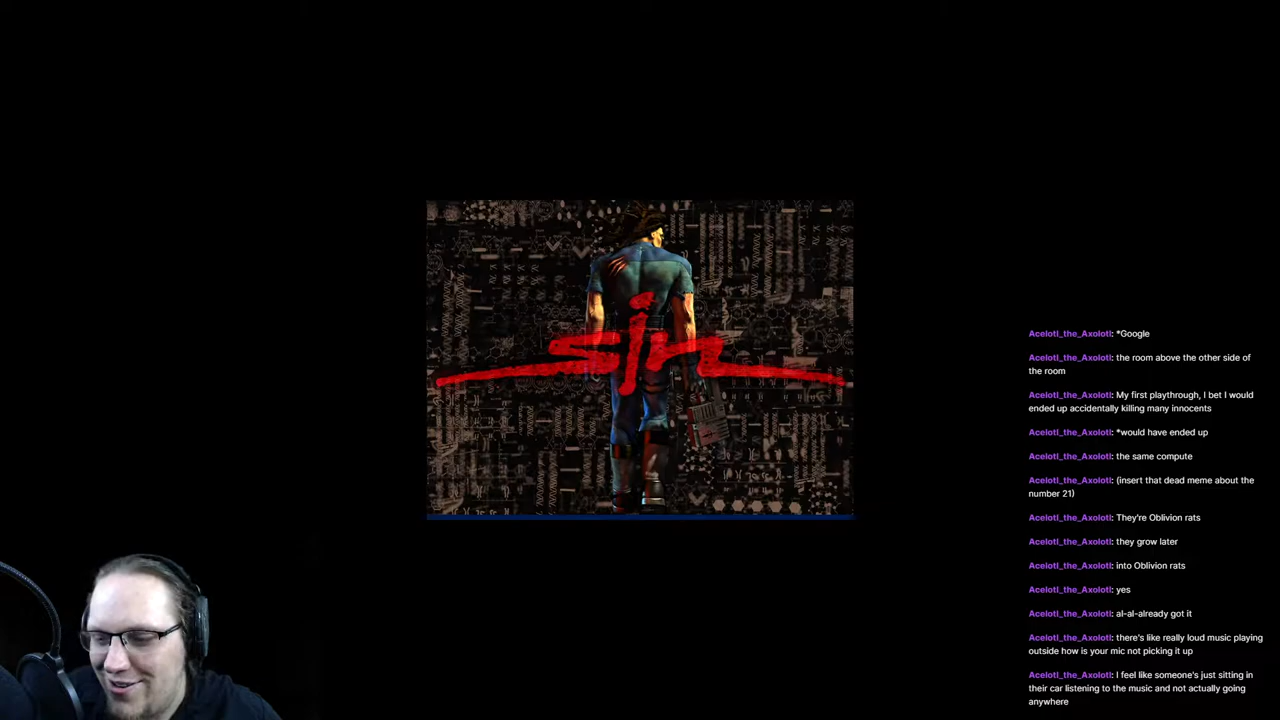 sin
Acelotl_the_Axolotl: *Google
Acelotl_the_Axolotl: the room above the other side of
the room
Acelotl_the_Axolotl: My first playthrough, I bet I would
ended up accidentally killing many innocents
Acelotl_the_Axolotl: *would have ended up
Acelotl_the_Axolotl: the same compute
Acelotl_the_Axolotl: (insert that dead meme about the
number 21)
Acelotl_the_Axolotl: They're Oblivion rats
Acelotl_the_Axolotl: they grow later
Acelotl_the_Axolotl: into Oblivion rats
Acelotl_the_Axolotl: yes
Acelotl_the_Axolotl: al-al-already got it
Acelotl_the_Axolotl: there's like really loud music playing
outside how is your mic not picking it up
Acelotl_the_Axolotl: I feel like someone's just sitting in
their car listening to the music and not actually going
anywhere